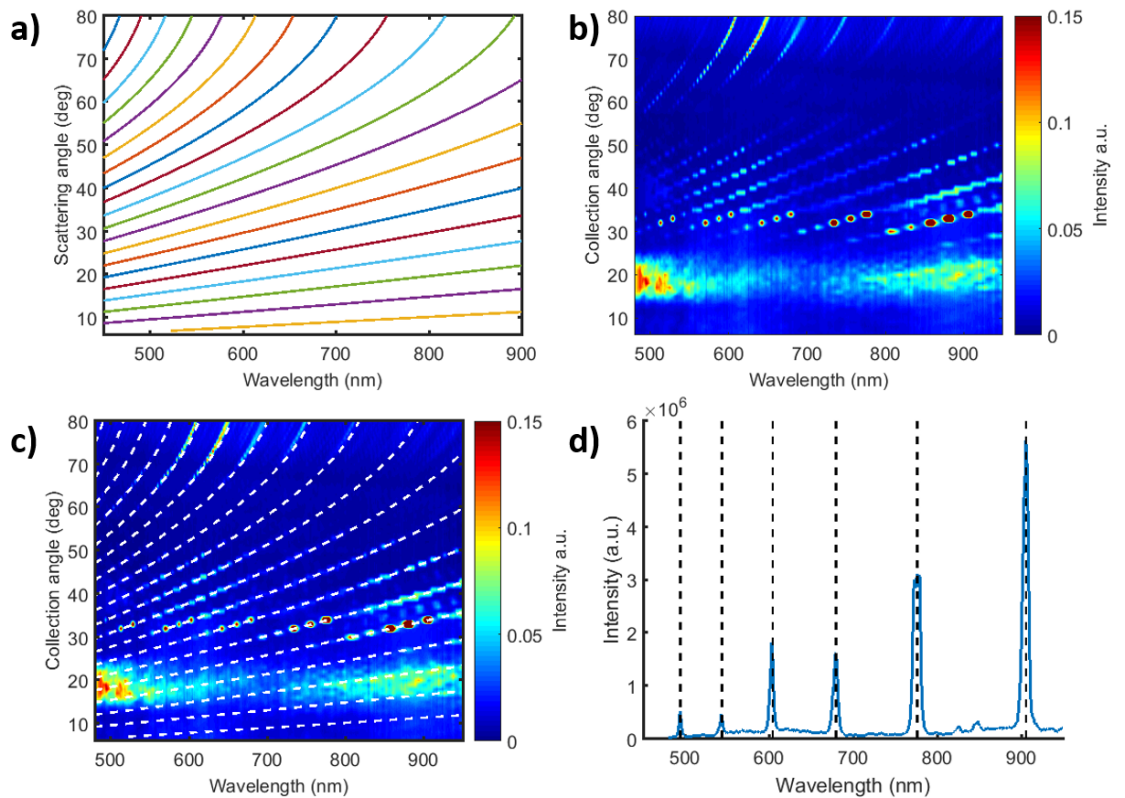 a)
Scattering angle (deg)
80
70
60
50
40
30
20
10
500 600 700 800 900
Wavelength (nm)
b)
Collection angle (deg)
80
70
60
50
40
30
20
10
500 600 700 800 900
Wavelength (nm)
0.15
0.1
0.05
0
Intensity a.u.
c)
Collection angle (deg)
80
70
60
50
40
30
20
10
500 600 700 800 900
Wavelength (nm)
0.15
0.1
0.05
0
Intensity a.u.
d)
×10⁶
Intensity (a.u.)
6
5
4
3
2
1
0
500 600 700 800 900
Wavelength (nm)